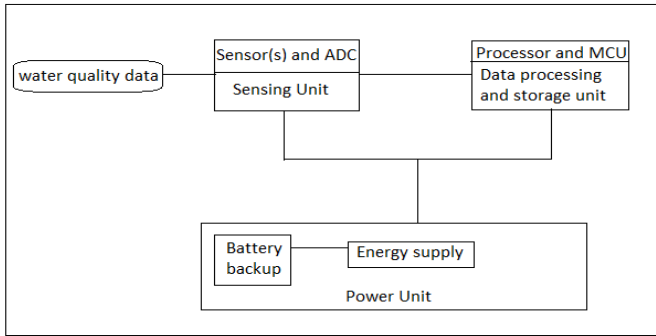 water quality data
Sensor(s) and ADC
Sensing Unit
Processor and MCU
Data processing
and storage unit
Battery
backup
Energy supply
Power Unit